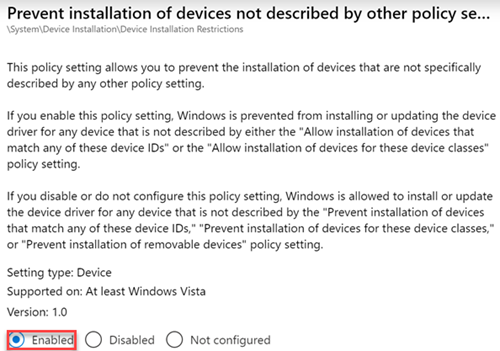 Prevent installation of devices not described by other policy se...
\System\Device Installation\Device Installation Restrictions
This policy setting allows you to prevent the installation of devices that are not specifically
described by any other policy setting.
If you enable this policy setting, Windows is prevented from installing or updating the device
driver for any device that is not described by either the "Allow installation of devices that
match any of these device IDs" or the "Allow installation of devices for these device classes"
policy setting.
If you disable or do not configure this policy setting, Windows is allowed to install or update
the device driver for any device that is not described by the "Prevent installation of devices
that match any of these device IDs," "Prevent installation of devices for these device classes,"
or "Prevent installation of removable devices" policy setting.
Setting type: Device
Supported on: At least Windows Vista
Version: 1.0
Enabled Disabled Not configured